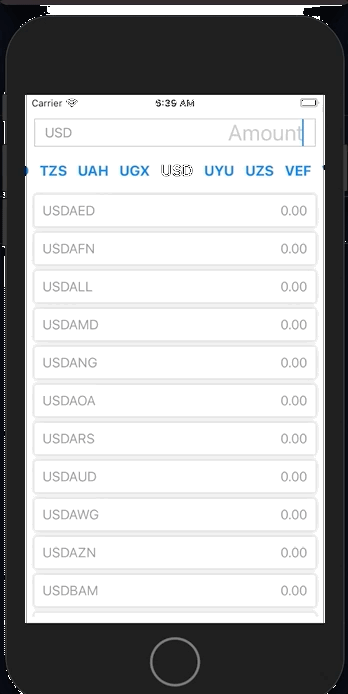 Carrier 5:35 AM
USD Amount
TZS UAH UGX USD UYU UZS VEF
USDAED 0.00
USDAFN 0.00
USDALL 0.00
USDAMD 0.00
USDANG 0.00
USDAOA 0.00
USDARS 0.00
USDAUD 0.00
USDAWG 0.00
USDAZN 0.00
USDBAM 0.00